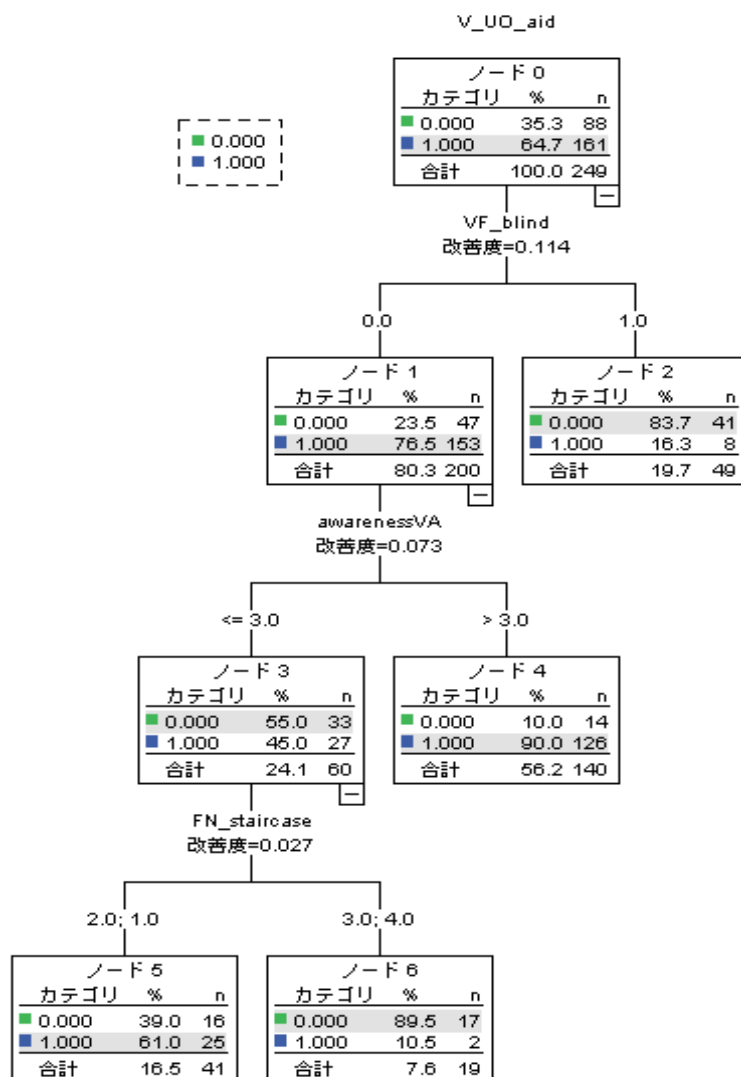 V_UO_aid
ノード 0
カテゴリ % n
0.000 35.3 88
1.000 64.7 161
合計 100.0 249
0.000
1.000
VF_blind
改善度=0.114
0.0
1.0
ノード 1
カテゴリ % n
0.000 23.5 47
1.000 76.5 153
合計 80.3 200
ノード 2
カテゴリ % n
0.000 83.7 41
1.000 16.3 8
合計 19.7 49
awarenessVA
改善度=0.073
<= 3.0
> 3.0
ノード 3
カテゴリ % n
0.000 55.0 33
1.000 45.0 27
合計 24.1 60
ノード 4
カテゴリ % n
0.000 10.0 14
1.000 90.0 126
合計 56.2 140
FN_staircase
改善度=0.027
2.0; 1.0
3.0; 4.0
ノード 5
カテゴリ % n
0.000 39.0 16
1.000 61.0 25
合計 16.5 41
ノード 6
カテゴリ % n
0.000 89.5 17
1.000 10.5 2
合計 7.6 19